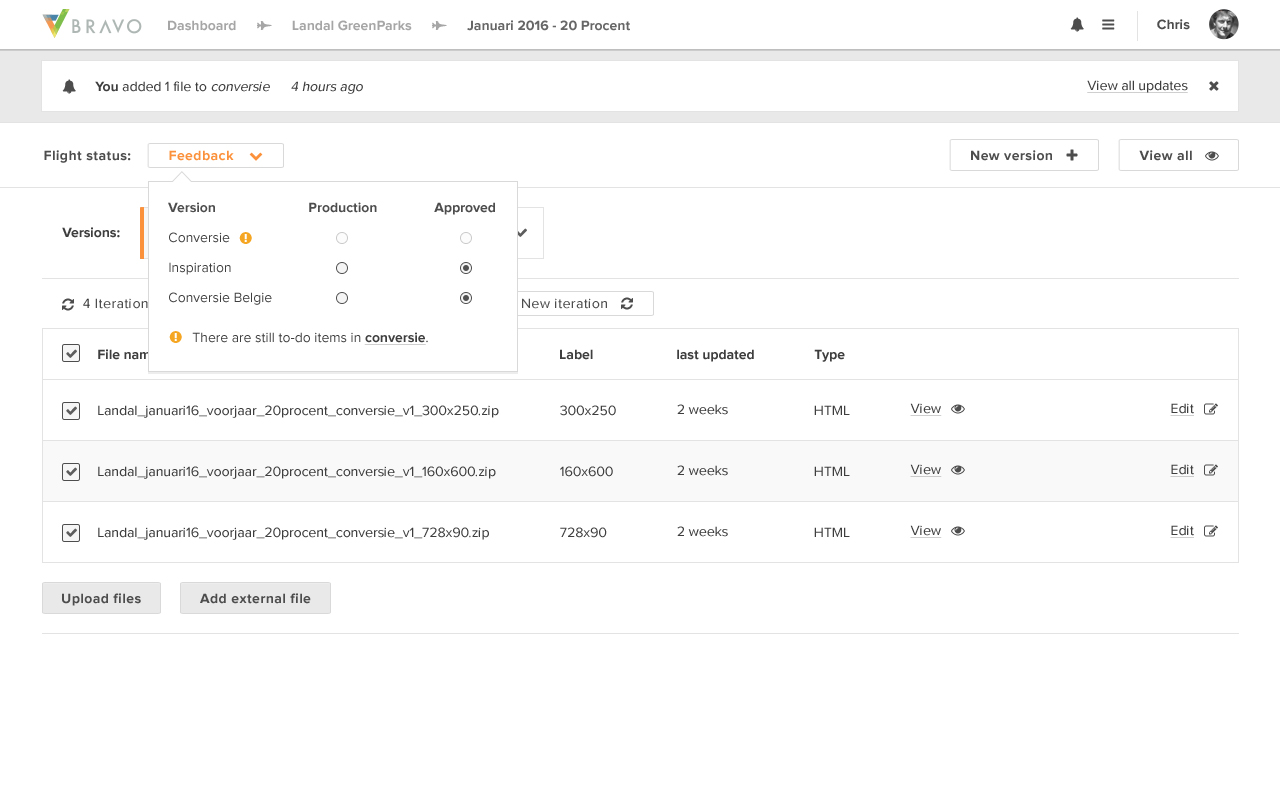 BRAVO Dashboard Landal GreenParks Januari 2016 - 20 Procent Chris
You added 1 file to conversie 4 hours ago View all updates
Flight status: Feedback New version View all
Version Production Approved
Versions:
Conversie
Inspiration
Conversie Belgie
4 Iteration New iteration
There are still to-do items in conversie.
File nam Label last updated Type
Landal_januari16_voorjaar_20procent_conversie_v1_300x250.zip 300x250 2 weeks HTML View Edit
Landal_januari16_voorjaar_20procent_conversie_v1_160x600.zip 160x600 2 weeks HTML View Edit
Landal_januari16_voorjaar_20procent_conversie_v1_728x90.zip 728x90 2 weeks HTML View Edit
Upload files Add external file